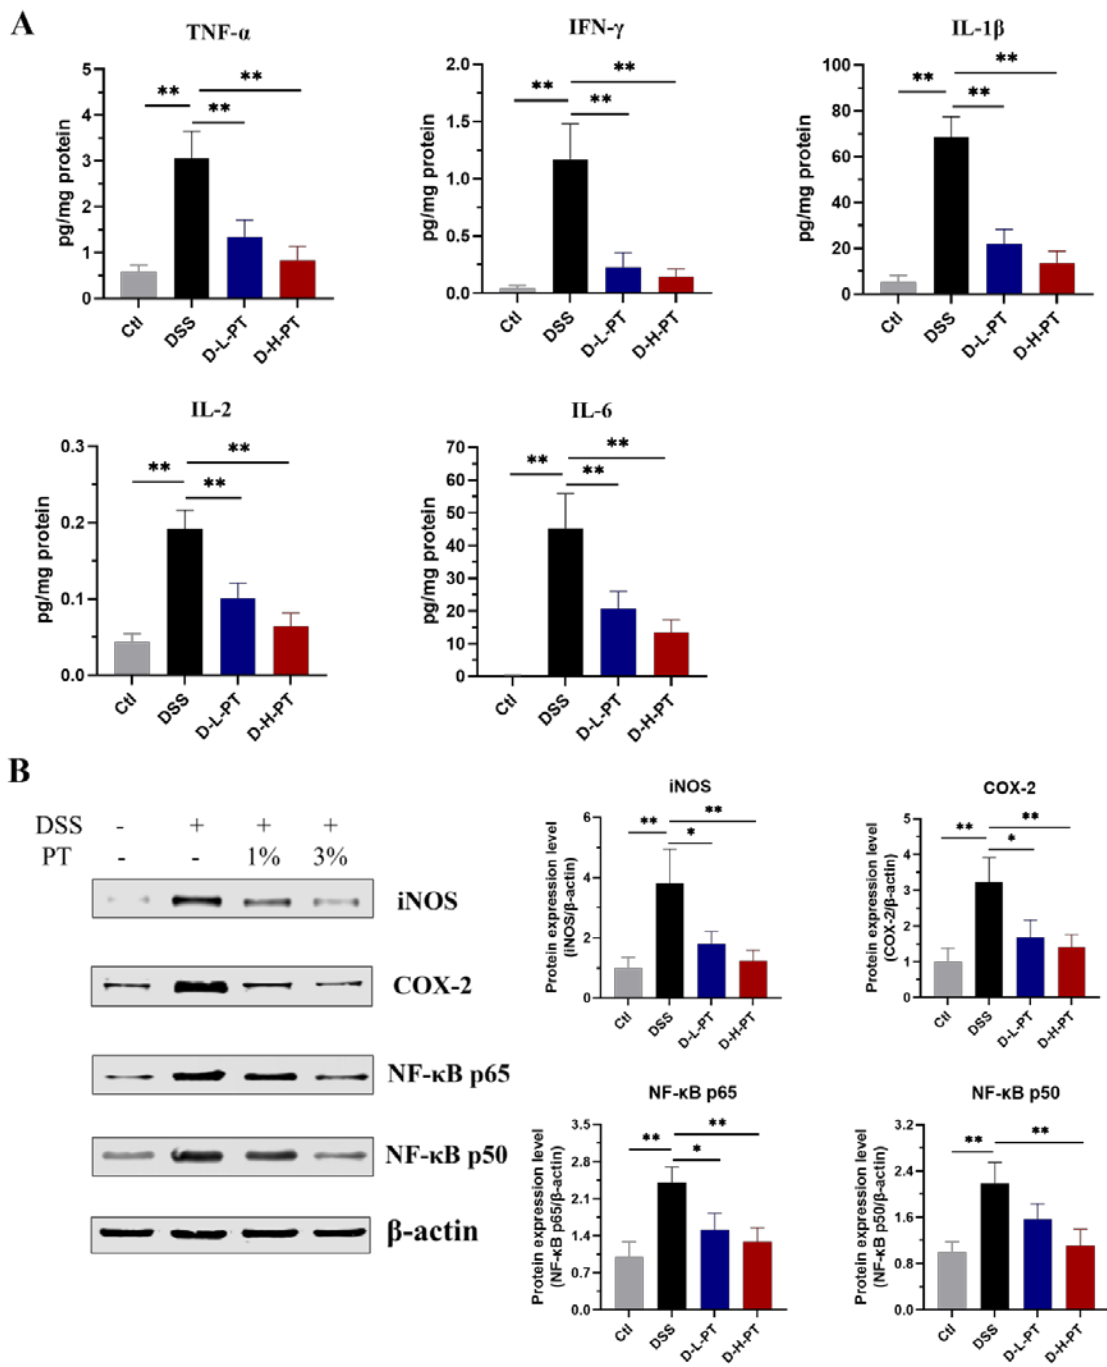 A
TNF-α
pg/mg protein
5
4
3
2
1
0
** ** **
Ctl DSS D-L-PT D-H-PT
IFN-γ
pg/mg protein
2.0
1.5
1.0
0.5
0.0
** ** **
Ctl DSS D-L-PT D-H-PT
IL-1β
pg/mg protein
100
80
60
40
20
0
** ** **
Ctl DSS D-L-PT D-H-PT
IL-2
pg/mg protein
0.3
0.2
0.1
0.0
** ** **
Ctl DSS D-L-PT D-H-PT
IL-6
pg/mg protein
70
60
50
40
30
20
10
0
** ** **
Ctl DSS D-L-PT D-H-PT
B
DSS - + + +
PT - - 1% 3%
iNOS
COX-2
NF-κB p65
NF-κB p50
β-actin
iNOS
Protein expression level
(iNOS/β-actin)
6
4
2
0
** * **
Ctl DSS D-L-PT D-H-PT
COX-2
Protein expression level
(COX-2/β-actin)
5
4
3
2
1
0
** * **
Ctl DSS D-L-PT D-H-PT
NF-κB p65
Protein expression level
(NF-κB p65/β-actin)
3.5
2.8
2.1
1.4
0.7
0.0
** * **
Ctl DSS D-L-PT D-H-PT
NF-κB p50
Protein expression level
(NF-κB p50/β-actin)
3.2
2.4
1.6
0.8
0.0
** **
Ctl DSS D-L-PT D-H-PT